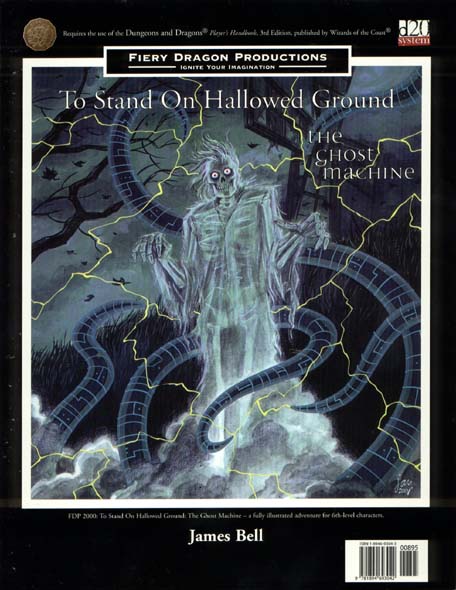 Requires the use of the Dungeons and Dragons® Player's Handbook, 3rd Edition, published by Wizards of the Coast®
d20
system
Fiery Dragon Productions
Ignite Your Imagination
To Stand On Hallowed Ground
the
Ghost
machine
FDP 2000: To Stand On Hallowed Ground: The Ghost Machine – a fully illustrated adventure for
characters.
James Bell
00895